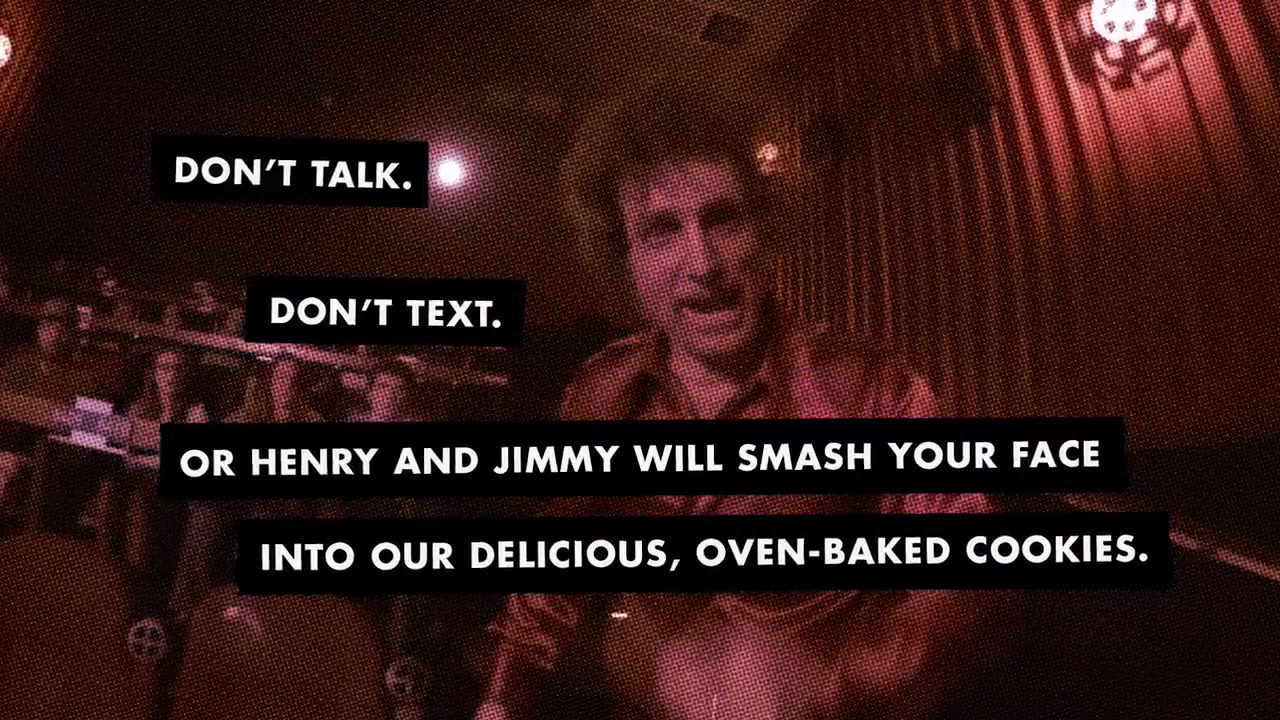 DON'T TALK.
DON'T TEXT.
OR HENRY AND JIMMY WILL SMASH YOUR FACE
INTO OUR DELICIOUS, OVEN-BAKED COOKIES.